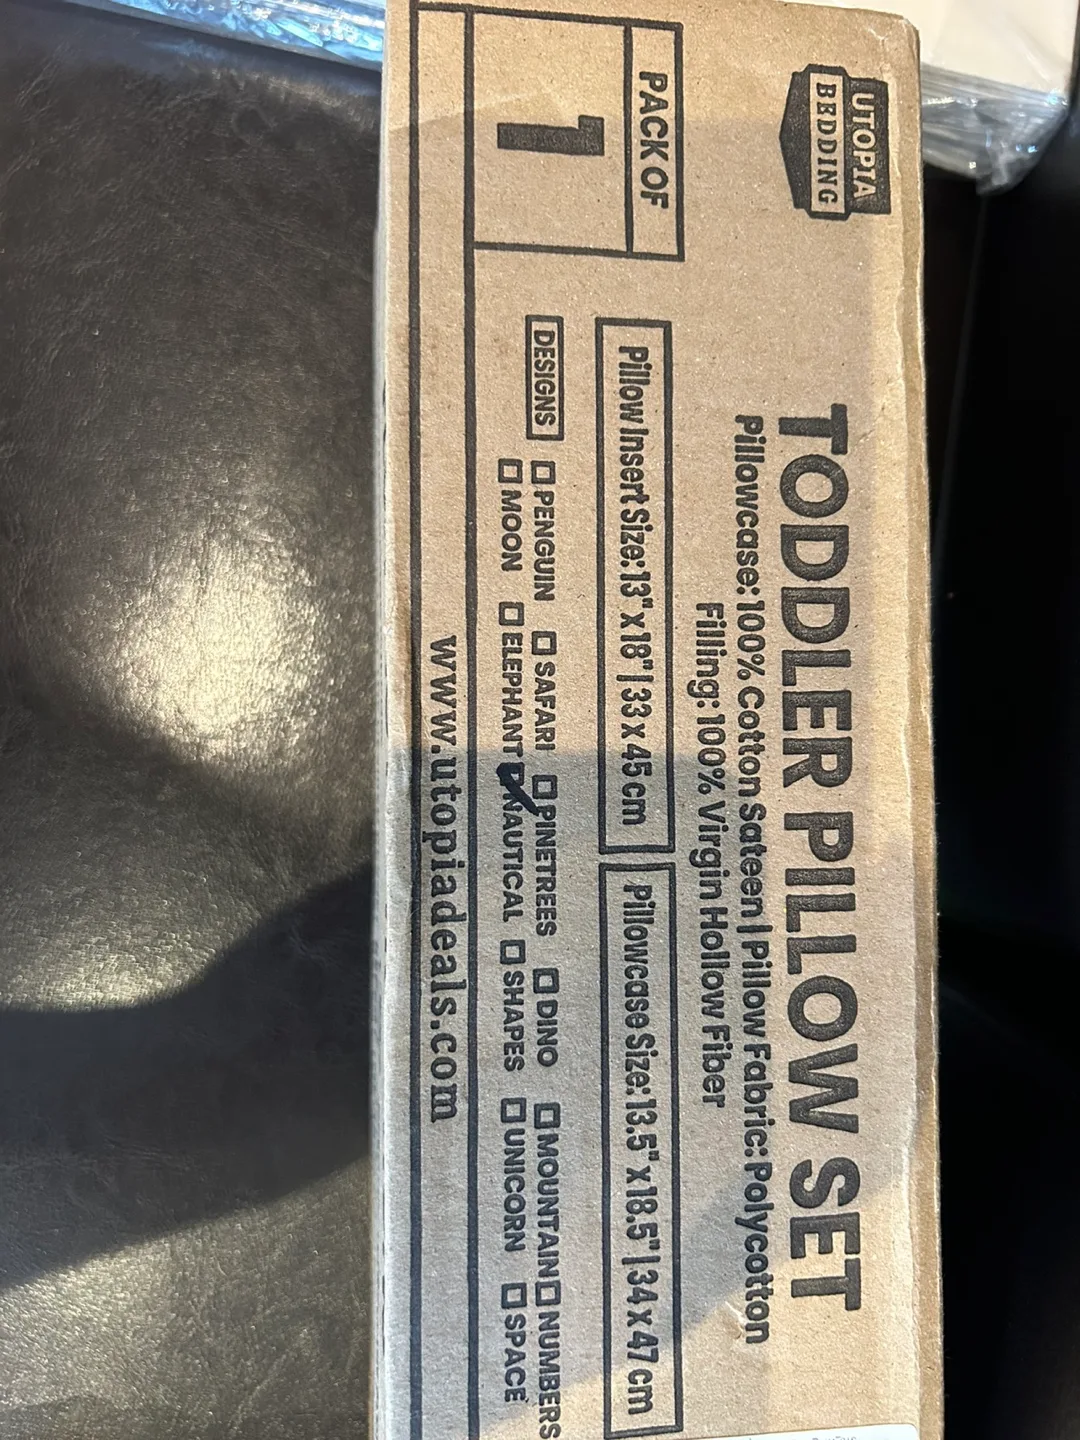 UTOPIA
BEDDING
TODDLER PILLOW SET
Pillowcase:100% Cotton Sateen | Pillow Fabric: Polycotton
Filling: 100% Virgin Hollow Fiber
PACK OF
1
Pillow Insert Size: 13" x 18" | 33 x 45 cm
Pillowcase Size: 13.5" x 18.5" | 34 x 47 cm
DESIGNS
PENGUIN SAFARI PINETREES DINO MOUNTAIN NUMBERS
MOON ELEPHANT NAUTICAL SHAPES UNICORN SPACE
www.utopiadeals.com